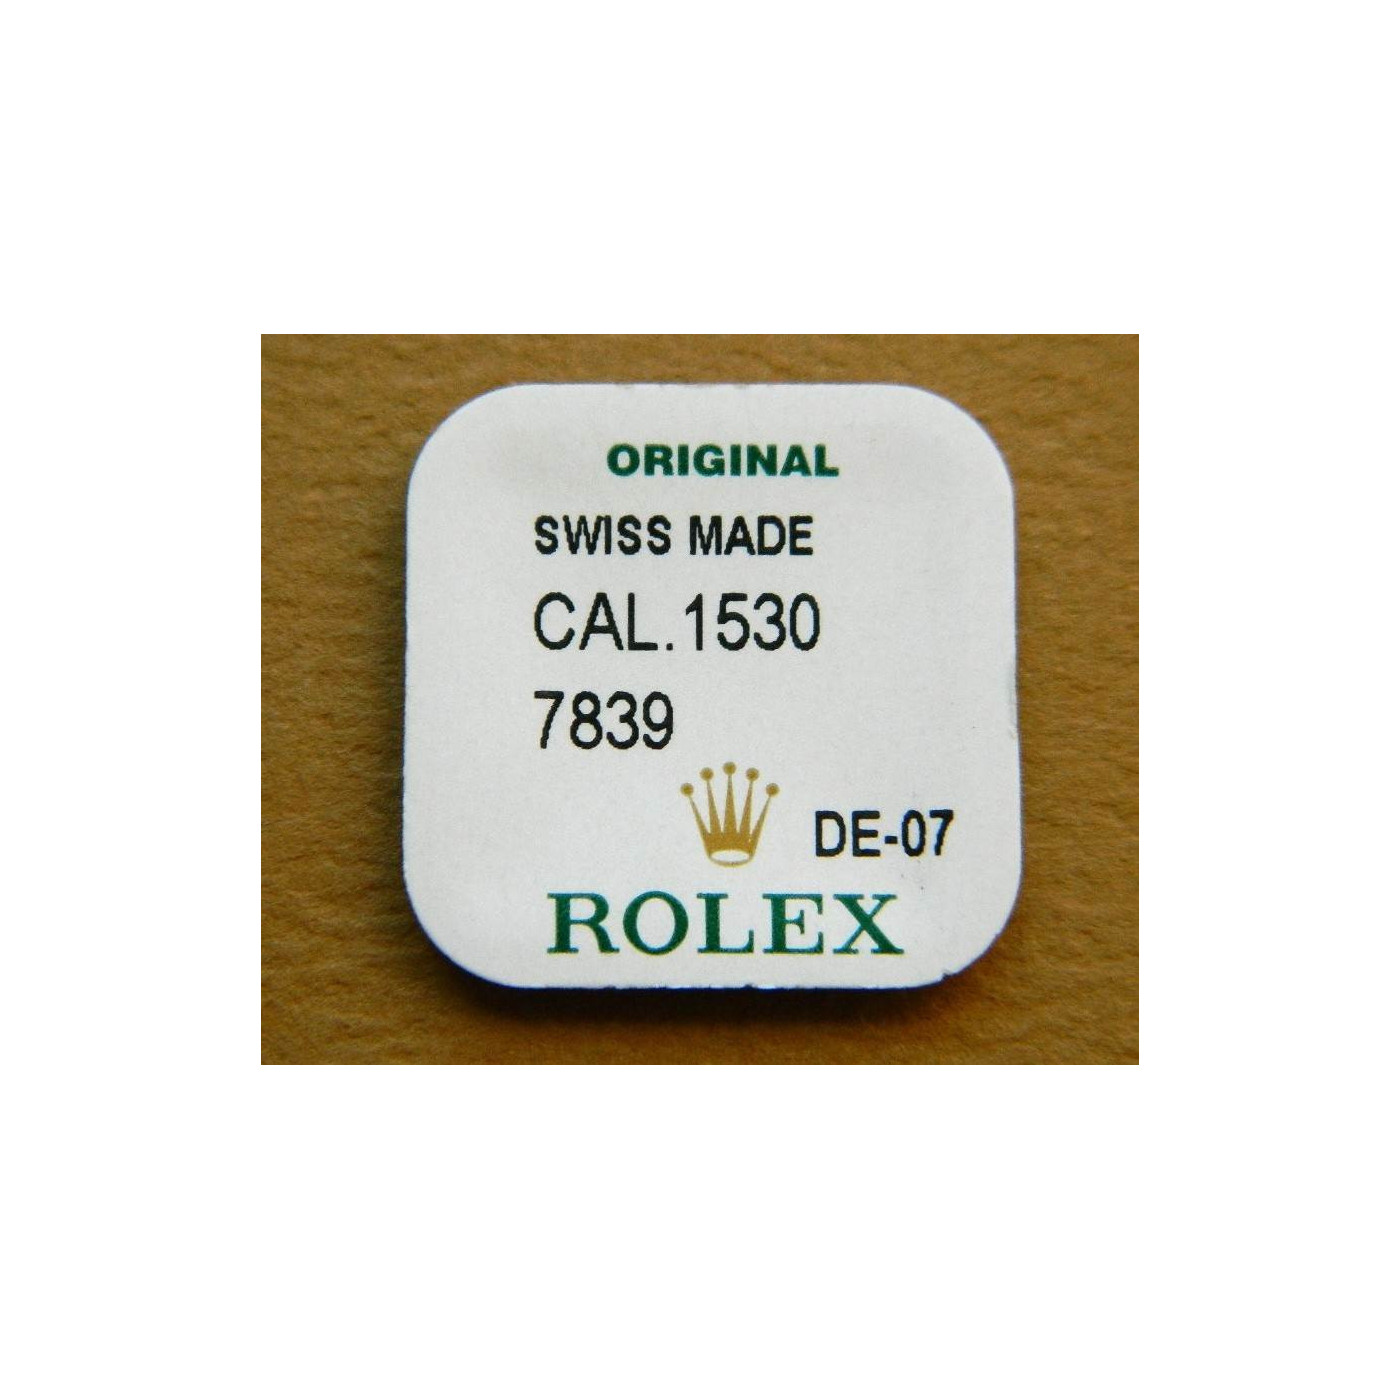 ORIGINAL
SWISS MADE
CAL.1530
7839
DE-07
ROLEX